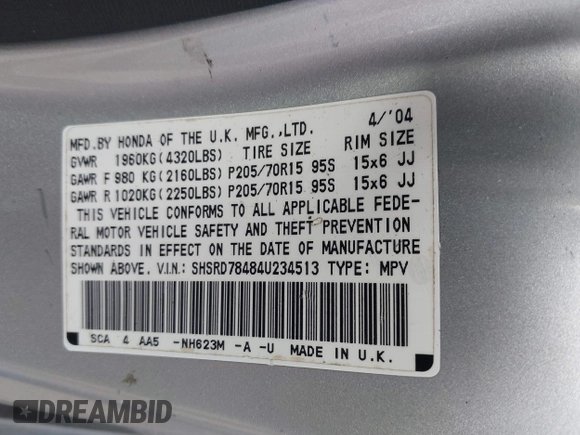 MFD.BY HONDA OF THE U.K. MFG.,LTD. 4/'04
GVWR 1960KG(4320LBS) TIRE SIZE RIM SIZE
GAWR F 980 KG(2160LBS) P205/70R15 95S 15x6 JJ
GAWR R 1020KG(2250LBS) P205/70R15 95S 15x6 JJ
THIS VEHICLE CONFORMS TO ALL APPLICABLE FEDE-
RAL MOTOR VEHICLE SAFETY AND THEFT PREVENTION
STANDARDS IN EFFECT ON THE DATE OF MANUFACTURE
SHOWN ABOVE. V.I.N.: SHSRD78484U234513 TYPE: MPV
SCA 4 AA5 -NH623M -A -U MADE IN U.K.
DREAMBID